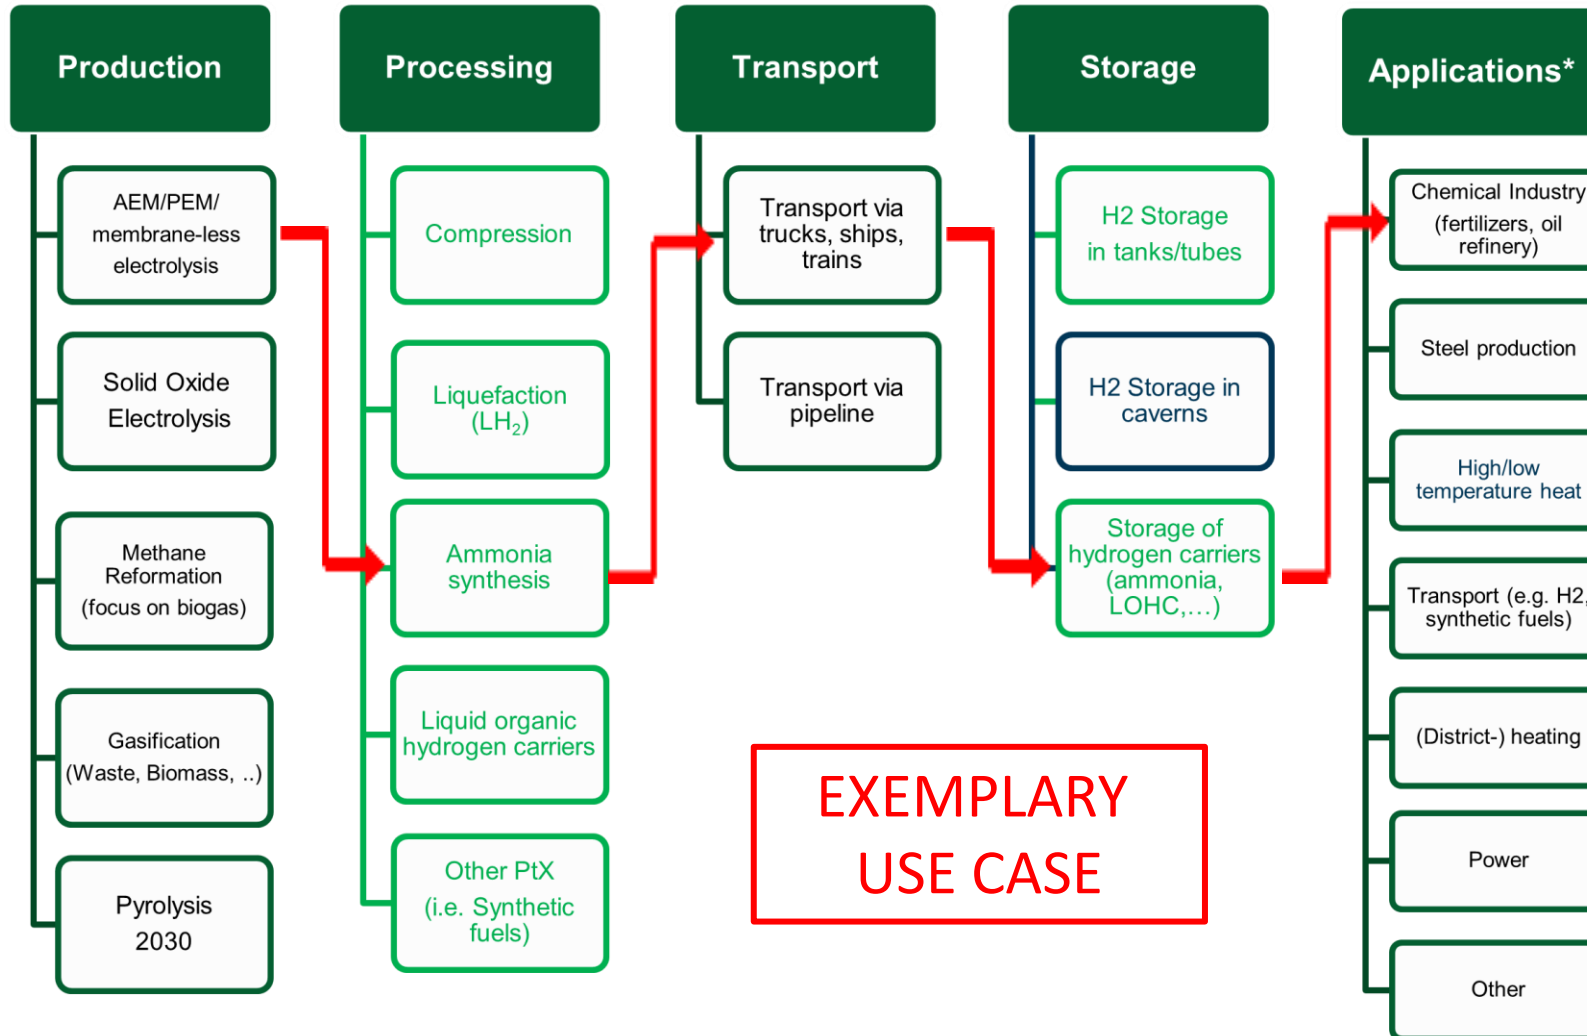 Production
AEM/PEM/
membrane-less
electrolysis
Solid Oxide
Electrolysis
Methane
Reformation
(focus on biogas)
Gasification
(Waste, Biomass, ..)
Pyrolysis
2030
Processing
Compression
Liquefaction
(LH₂)
Ammonia
synthesis
Liquid organic
hydrogen carriers
Other PtX
(i.e. Synthetic
fuels)
Transport
Transport via
trucks, ships,
trains
Transport via
pipeline
Storage
H2 Storage
in tanks/tubes
H2 Storage in
caverns
Storage of
hydrogen carriers
(ammonia,
LOHC,...)
Applications*
Chemical Industry
(fertilizers, oil
refinery)
Steel production
High/low
temperature heat
Transport (e.g. H2,
synthetic fuels)
(District-) heating
Power
Other
EXEMPLARY
USE CASE